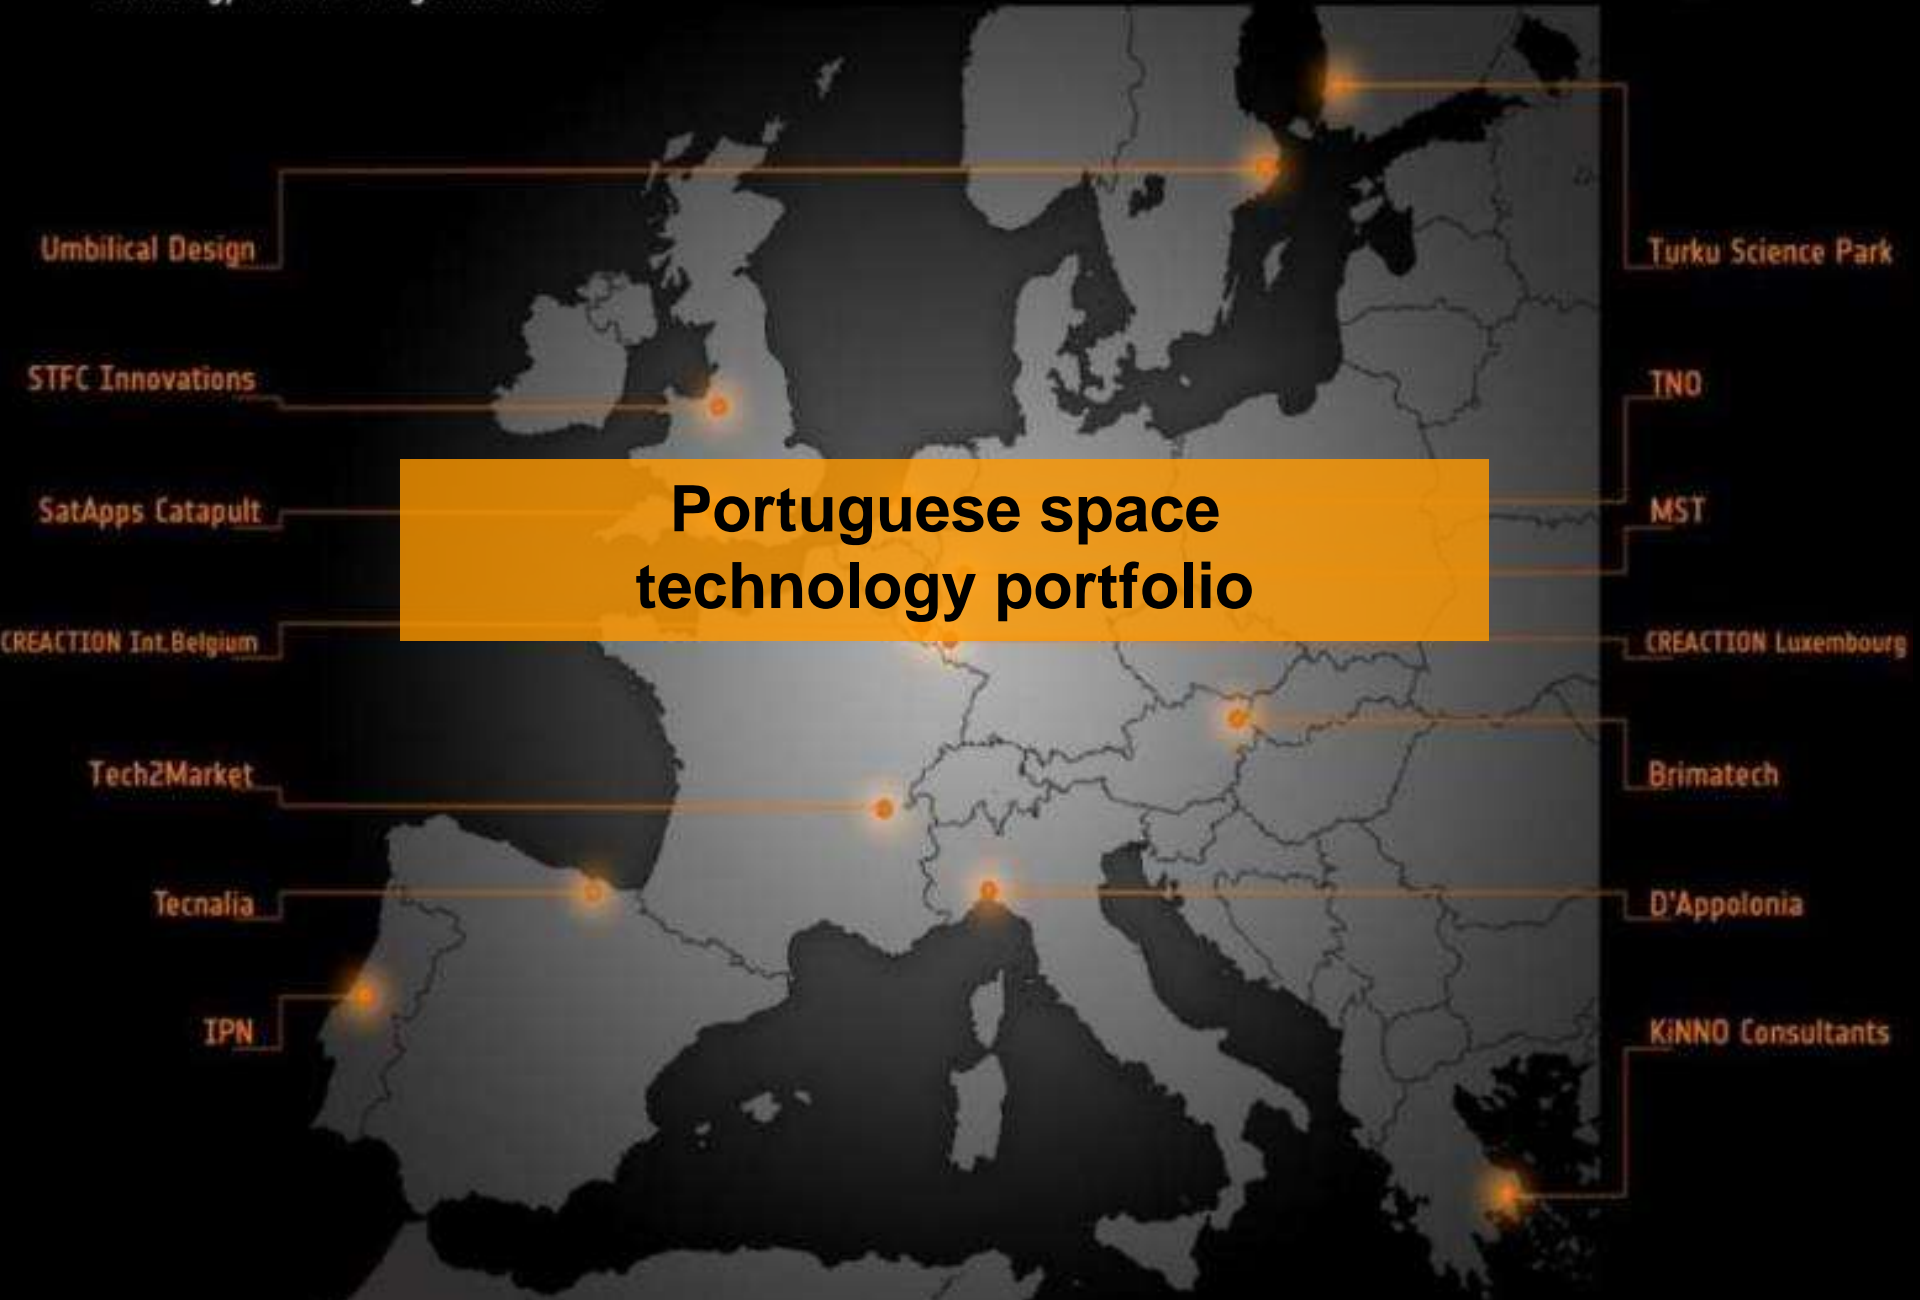 Umbilical Design
Turku Science Park
STFC Innovations
TNO
SatApps Catapult
MST
Portuguese space
technology portfolio
CREACTION Int.Belgium
CREACTION Luxembourg
Tech2Market
Brimatech
Tecnalia
D'Appolonia
IPN
KiNNO Consultants